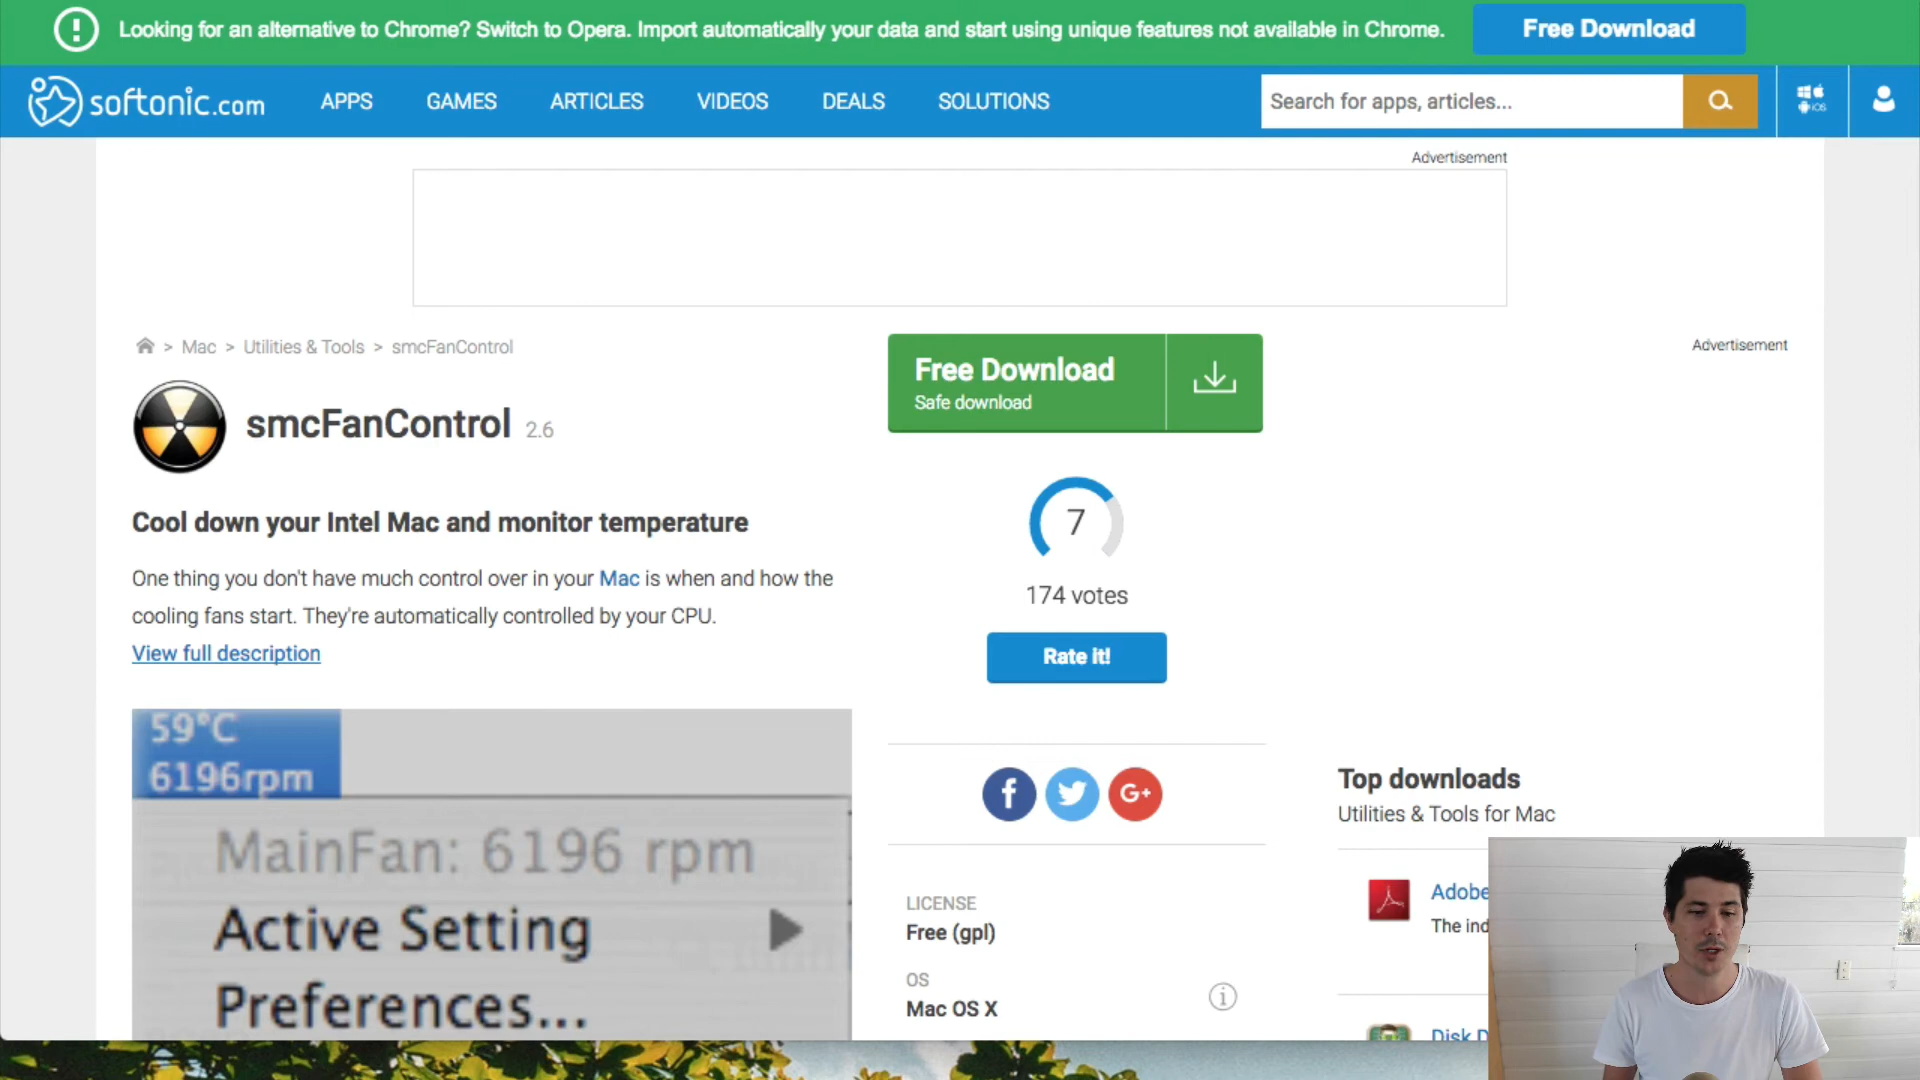 Looking for an alternative to Chrome? Switch to Opera. Import automatically your data and start using unique features not available in Chrome.
Free Download
softonic.com
APPS
GAMES
ARTICLES
VIDEOS
DEALS
SOLUTIONS
Search for apps, articles...
iOS
Advertisement
> Mac > Utilities & Tools > smcFanControl
smcFanControl 2.6
Cool down your Intel Mac and monitor temperature
One thing you don't have much control over in your Mac is when and how the
cooling fans start. They're automatically controlled by your CPU.
View full description
59°C
6196rpm
MainFan: 6196 rpm
Active Setting
Preferences...
Free Download
Safe download
7
174 votes
Rate it!
f
G+
LICENSE
Free (gpl)
OS
Mac OS X
i
Advertisement
Top downloads
Utilities & Tools for Mac
Adobe
The ind
Disk D